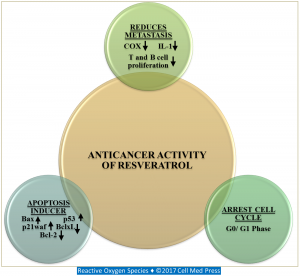 REDUCES
METASTASIS
COX↓ IL-1↓
T and B cell
proliferation↓
ANTICANCER ACTIVITY
OF RESVERATROL
APOPTOSIS
INDUCER
Bax↑ p53↑
p21waf↑ BclxL↓
Bcl-2↓
ARREST CELL
CYCLE
G0/ G1 Phase
Reactive Oxygen Species ♦ ©2017 Cell Med Press